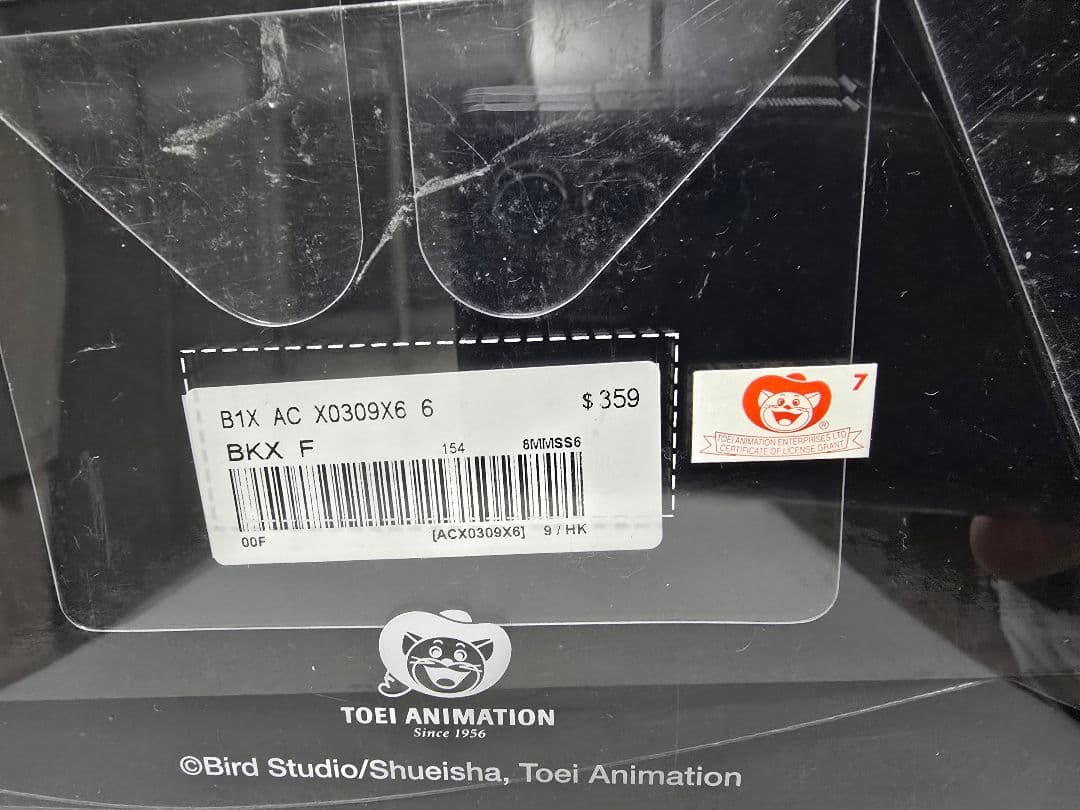 B1X AC X0309X6 6
$ 359
BKX F
154
8MMSS6
00F
[ACX0309X6]
9 / HK
7
®
TOEI ANIMATION ENTERPRISES LTD
CERTIFICATE OF LICENSE GRANT
TOEI ANIMATION
Since 1956
©Bird Studio/Shueisha, Toei Animation